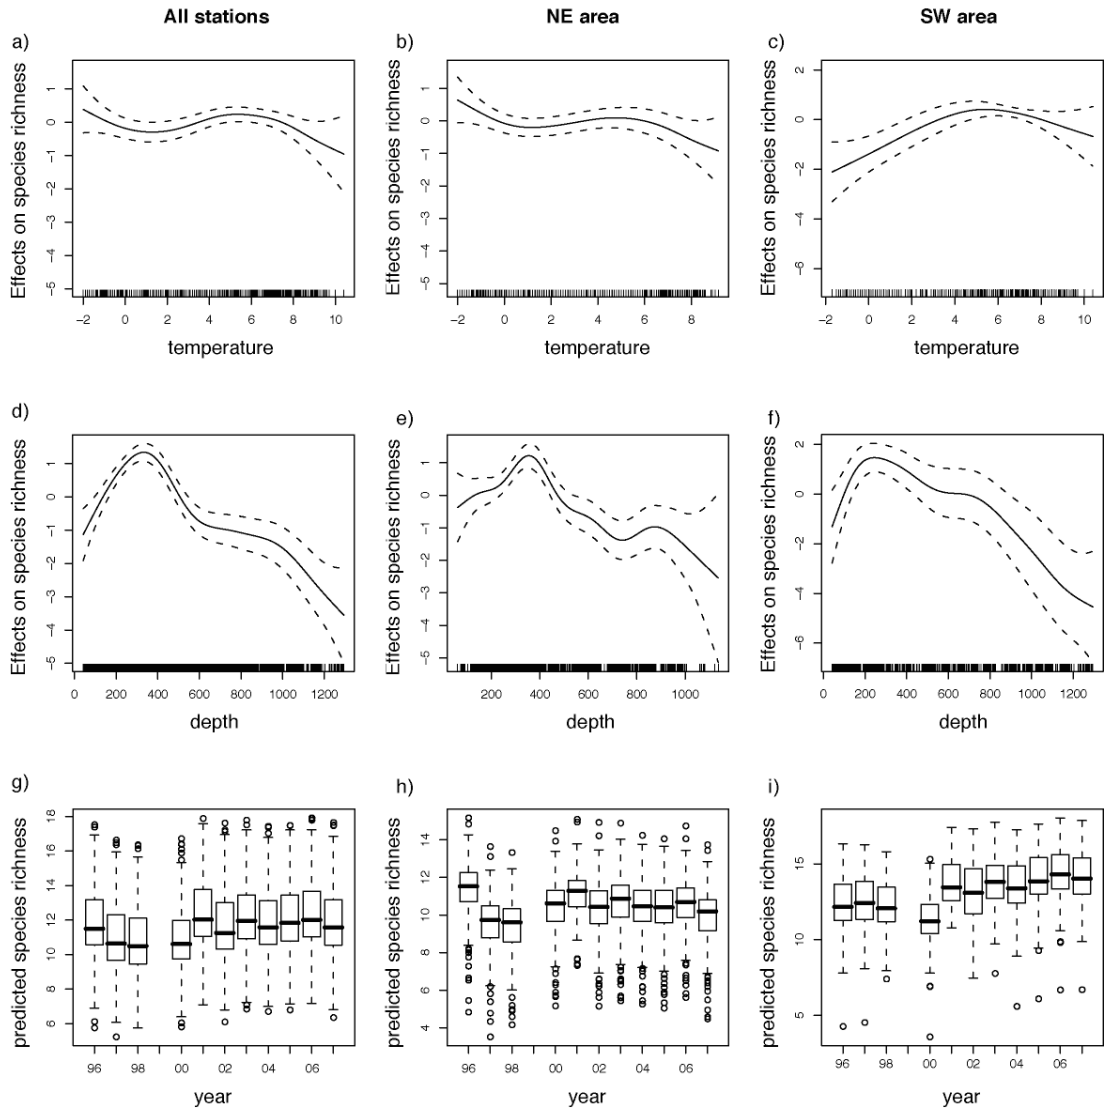 All stations NE area SW area
a) b) c)
Effects on species richness
1
0
-1
-2
-3
-4
-5
-2 0 2 4 6 8 10
temperature
Effects on species richness
1
0
-1
-2
-3
-4
-5
-2 0 2 4 6 8
temperature
Effects on species richness
2
0
-2
-4
-6
-2 0 2 4 6 8 10
temperature
d) e) f)
Effects on species richness
1
0
-1
-2
-3
-4
-5
0 200 400 600 800 1000 1200
depth
Effects on species richness
1
0
-1
-2
-3
-4
-5
200 400 600 800 1000
depth
Effects on species richness
2
0
-2
-4
-6
0 200 400 600 800 1000 1200
depth
g) h) i)
predicted species richness
18
16
14
12
10
8
6
96 98 00 02 04 06
year
predicted species richness
14
12
10
8
6
4
96 98 00 02 04 06
year
predicted species richness
15
10
5
96 98 00 02 04 06
year